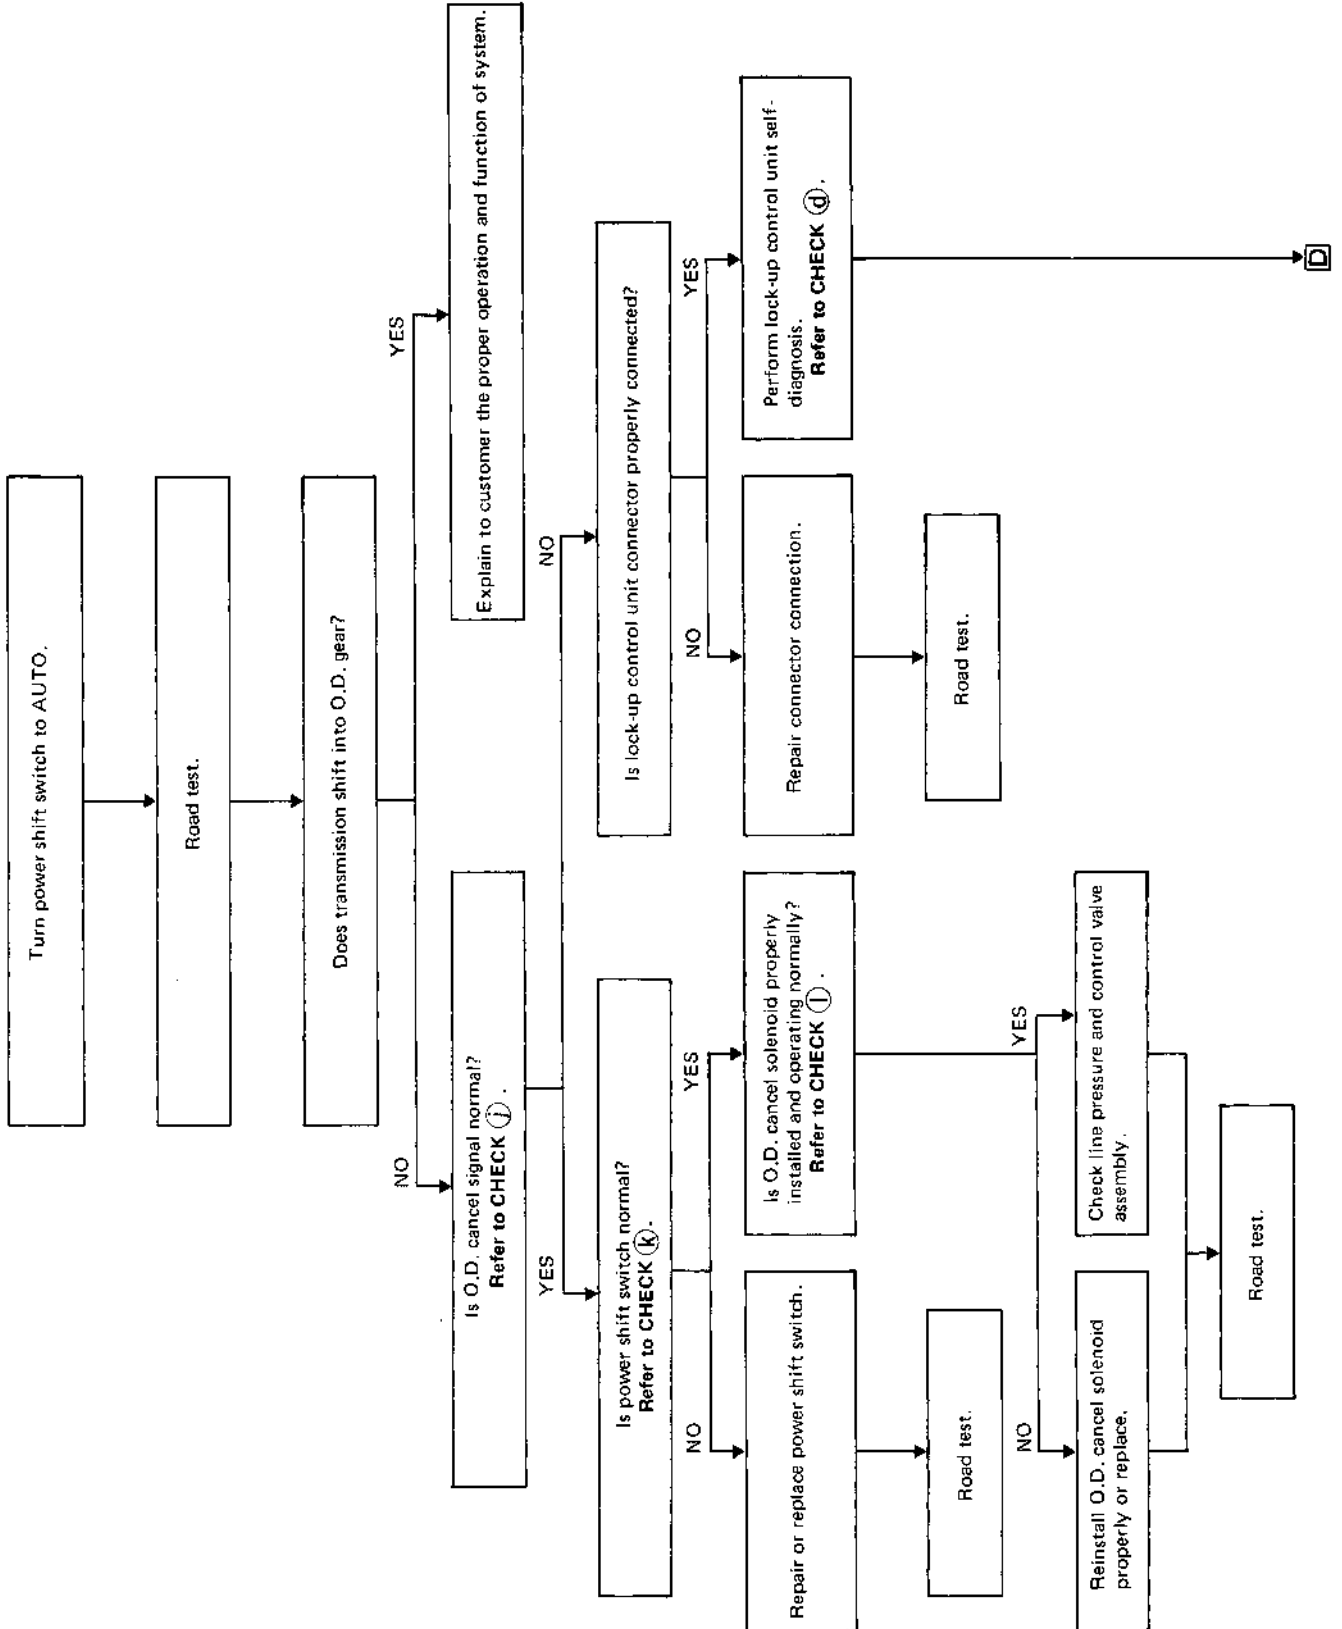 Turn power shift switch to AUTO.
Road test.
Does transmission shift into O.D. gear?
NO
YES
Is O.D. cancel signal normal?
Refer to CHECK ⓙ.
Explain to customer the proper operation and function of system.
YES
NO
Is power shift switch normal?
Refer to CHECK ⓚ.
Is lock-up control unit connector properly connected?
NO
YES
NO
YES
Repair or replace power shift switch.
Is O.D. cancel solenoid properly
installed and operating normally?
Refer to CHECK ⓛ.
Repair connector connection.
Perform lock-up control unit self-
diagnosis.
Refer to CHECK ⓓ.
Road test.
Road test.
NO
YES
Reinstall O.D. cancel solenoid
properly or replace.
Check line pressure and control valve
assembly.
Road test.
D